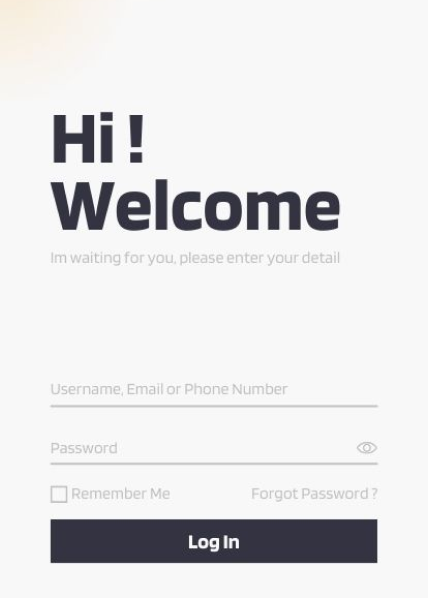 Hi !
Welcome
Im waiting for you, please enter your detail
Username, Email or Phone Number
Password
Remember Me Forgot Password ?
Log In